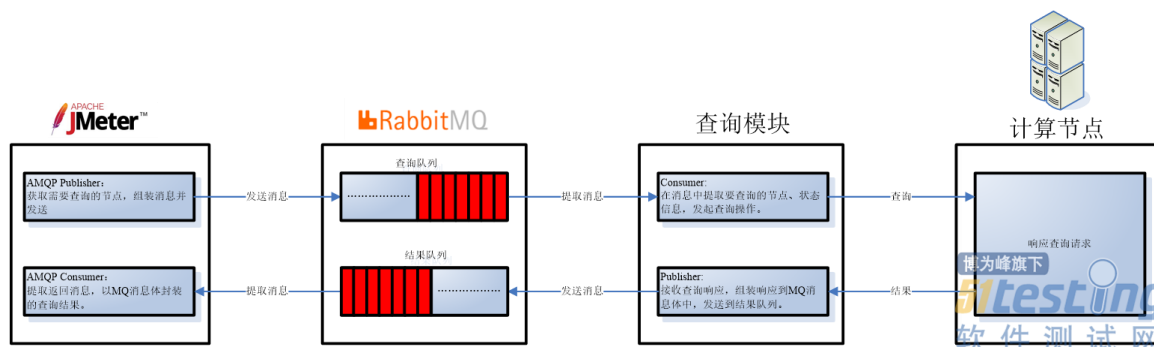 APACHE
JMeter™
RabbitMQ
查询模块
计算节点
查询队列
AMQP Publisher:
获取需要查询的节点，组装消息并
发送
发送消息
………………
提取消息
Consumer:
在消息中提取要查询的节点、状态
信息，发起查询操作。
查询
响应查询请求
结果队列
AMQP Consumer:
提取返回消息，以MQ消息体封装
的查询结果。
提取消息
………………
发送消息
Publisher:
接收查询响应，组装响应到MQ消
息体中，发送到结果队列。
结果
博为峰旗下
51testing
软件测试网